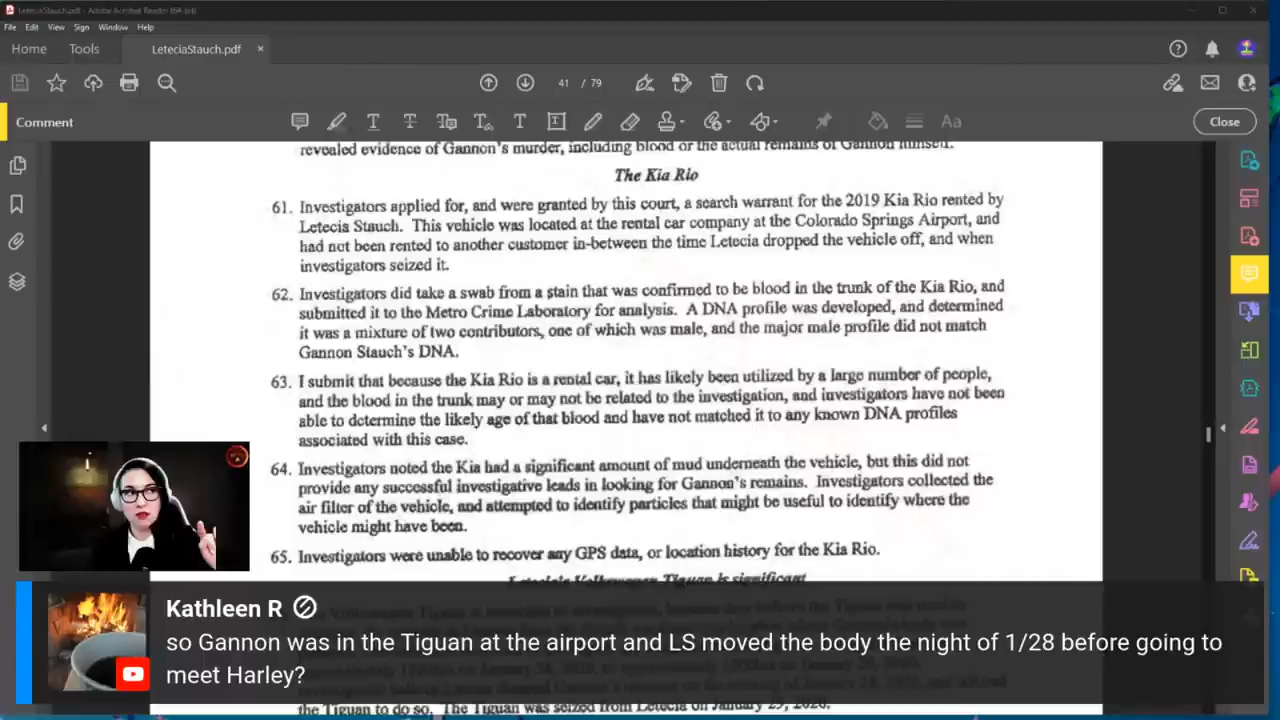 LeteciaStauch.pdf - Adobe Acrobat Reader (64-bit)
File Edit View Sign Window Help
Home Tools LeteciaStauch.pdf ×
41 / 79
Comment
Close
revealed evidence of Gannon's murder, including blood or the actual remains of Gannon himself.
The Kia Rio
61. Investigators applied for, and were granted by this court, a search warrant for the 2019 Kia Rio rented by
Letecia Stauch. This vehicle was located at the rental car company at the Colorado Springs Airport, and
had not been rented to another customer in-between the time Letecia dropped the vehicle off, and when
investigators seized it.
62. Investigators did take a swab from a stain that was confirmed to be blood in the trunk of the Kia Rio, and
submitted it to the Metro Crime Laboratory for analysis. A DNA profile was developed, and determined
it was a mixture of two contributors, one of which was male, and the major male profile did not match
Gannon Stauch's DNA.
63. I submit that because the Kia Rio is a rental car, it has likely been utilized by a large number of people,
and the blood in the trunk may or may not be related to the investigation, and investigators have not been
able to determine the likely age of that blood and have not matched it to any known DNA profiles
associated with this case.
64. Investigators noted the Kia had a significant amount of mud underneath the vehicle, but this did not
provide any successful investigative leads in looking for Gannon's remains. Investigators collected the
air filter of the vehicle, and attempted to identify particles that might be useful to identify where the
vehicle might have been.
65. Investigators were unable to recover any GPS data, or location history for the Kia Rio.
Letecia's Volkswagen Tiguan is significant
the Tiguan to do so. The Tiguan was seized from Letecia on January 29, 2020.
Kathleen R
so Gannon was in the Tiguan at the airport and LS moved the body the night of 1/28 before going to
meet Harley?